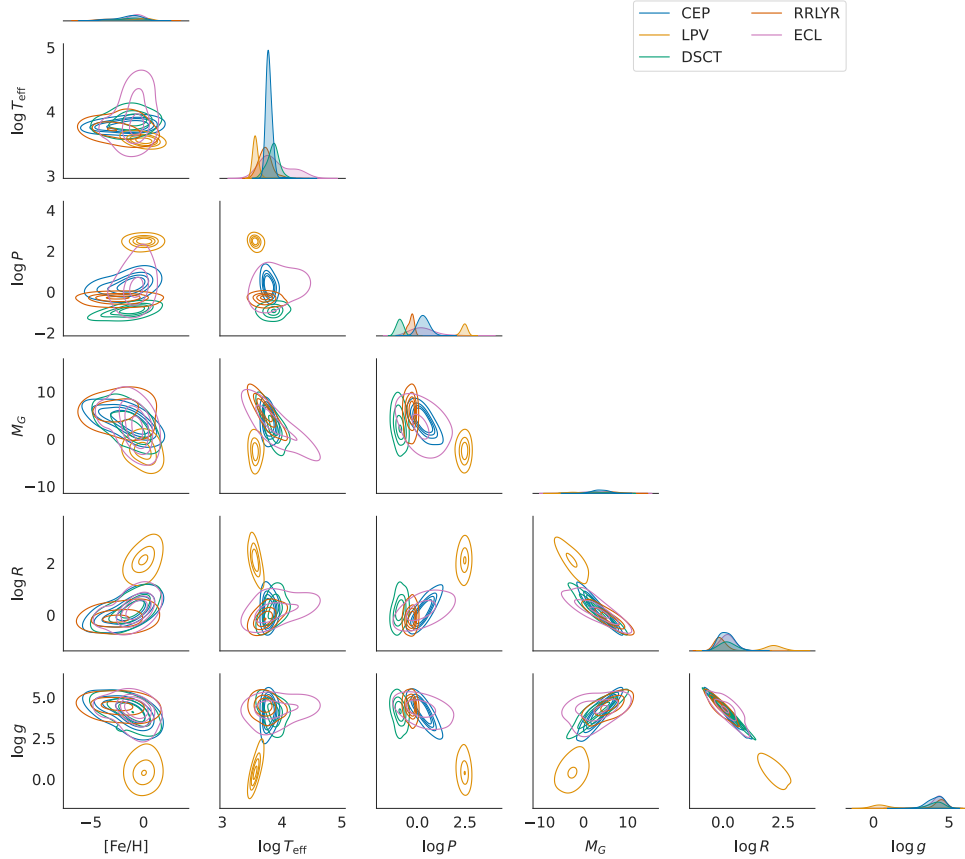 CEP RRLYR
LPV ECL
DSCT
5
4
3
log T_eff
4
2
0
−2
log P
10
0
−10
M_G
2
0
log R
5.0
2.5
0.0
log g
−5 0 3 4 5 0.0 2.5 −10 0 10 0.0 2.5 0 5
[Fe/H] log T_eff log P M_G log R log g